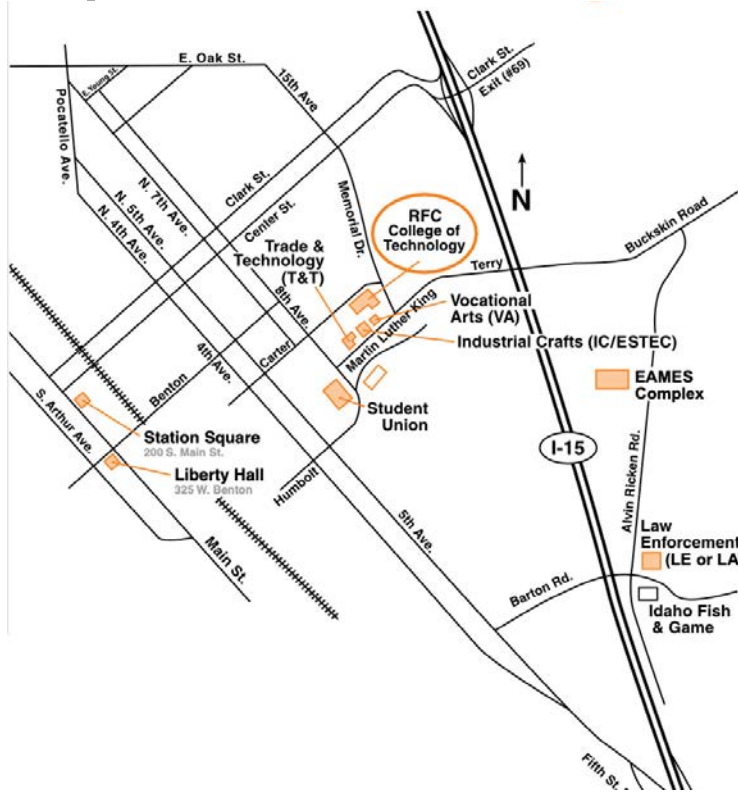 E. Oak St.
E. Young St.
15th Ave
Clark St.
Exit (#69)
Pocatello Ave.
N. 7th Ave.
N. 5th Ave.
N. 4th Ave.
Clark St.
Center St.
Memorial Dr.
N
RFC
College of
Technology
Buckskin Road
Terry
Trade &
Technology
(T&T)
8th Ave.
Vocational
Arts (VA)
Martin Luther King
Industrial Crafts (IC/ESTEC)
Carter
4th Ave.
Benton
EAMES
Complex
S. Arthur Ave.
Student
Union
Station Square
200 S. Main St.
I-15
Liberty Hall
325 W. Benton
Humbolt
Alvin Ricken Rd.
5th Ave.
Main St.
Law
Enforcement
(LE or LA
Barton Rd.
Idaho Fish
& Game
Fifth St.